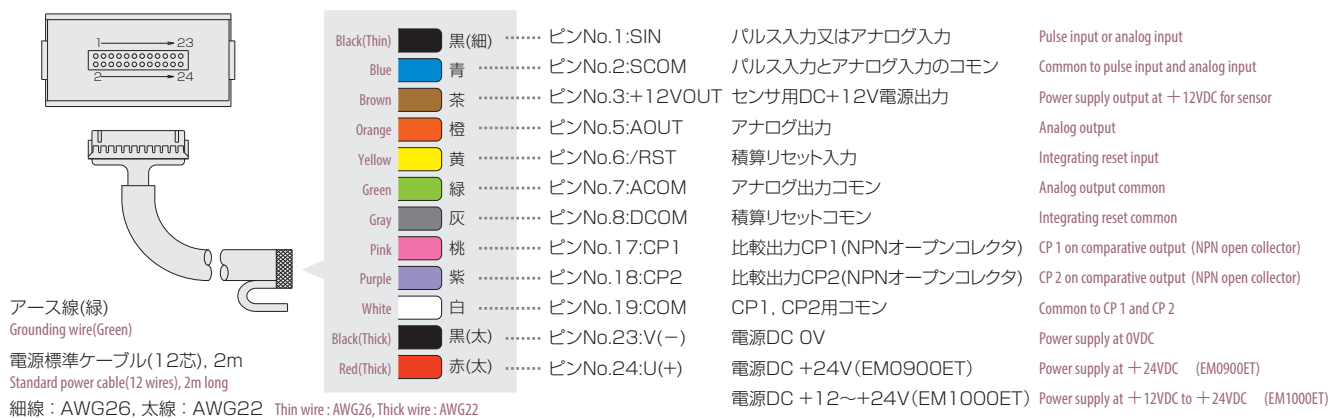 1 23
2 24
Black(Thin) 黒(細) ……… ピンNo.1:SIN パルス入力又はアナログ入力 Pulse input or analog input
Blue 青 ……… ピンNo.2:SCOM パルス入力とアナログ入力のコモン Common to pulse input and analog input
Brown 茶 ……… ピンNo.3:+12VOUT センサ用DC+12V電源出力 Power supply output at +12VDC for sensor
Orange 橙 ……… ピンNo.5:AOUT アナログ出力 Analog output
Yellow 黄 ……… ピンNo.6:/RST 積算リセット入力 Integrating reset input
Green 緑 ……… ピンNo.7:ACOM アナログ出力コモン Analog output common
Gray 灰 ……… ピンNo.8:DCOM 積算リセットコモン Integrating reset common
Pink 桃 ……… ピンNo.17:CP1 比較出力CP1(NPNオープンコレクタ) CP 1 on comparative output (NPN open collector)
Purple 紫 ……… ピンNo.18:CP2 比較出力CP2(NPNオープンコレクタ) CP 2 on comparative output (NPN open collector)
White 白 ……… ピンNo.19:COM CP1, CP2用コモン Common to CP 1 and CP 2
Black(Thick) 黒(太) ……… ピンNo.23:V(−) 電源DC 0V Power supply at 0VDC
Red(Thick) 赤(太) ……… ピンNo.24:U(+) 電源DC +24V(EM0900ET) Power supply at +24VDC (EM0900ET)
電源DC +12〜+24V(EM1000ET) Power supply at +12VDC to +24VDC (EM1000ET)
アース線(緑)
Grounding wire(Green)
電源標準ケーブル(12芯), 2m
Standard power cable(12 wires), 2m long
細線：AWG26, 太線：AWG22 Thin wire : AWG26, Thick wire : AWG22